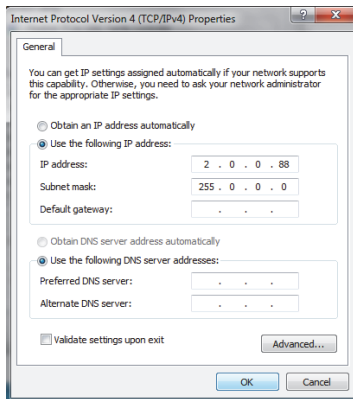 Internet Protocol Version 4 (TCP/IPv4) Properties
General
You can get IP settings assigned automatically if your network supports
this capability. Otherwise, you need to ask your network administrator
for the appropriate IP settings.
Obtain an IP address automatically
Use the following IP address:
IP address: 2 . 0 . 0 . 88
Subnet mask: 255 . 0 . 0 . 0
Default gateway: . . .
Obtain DNS server address automatically
Use the following DNS server addresses:
Preferred DNS server: . . .
Alternate DNS server: . . .
Validate settings upon exit
Advanced...
OK Cancel